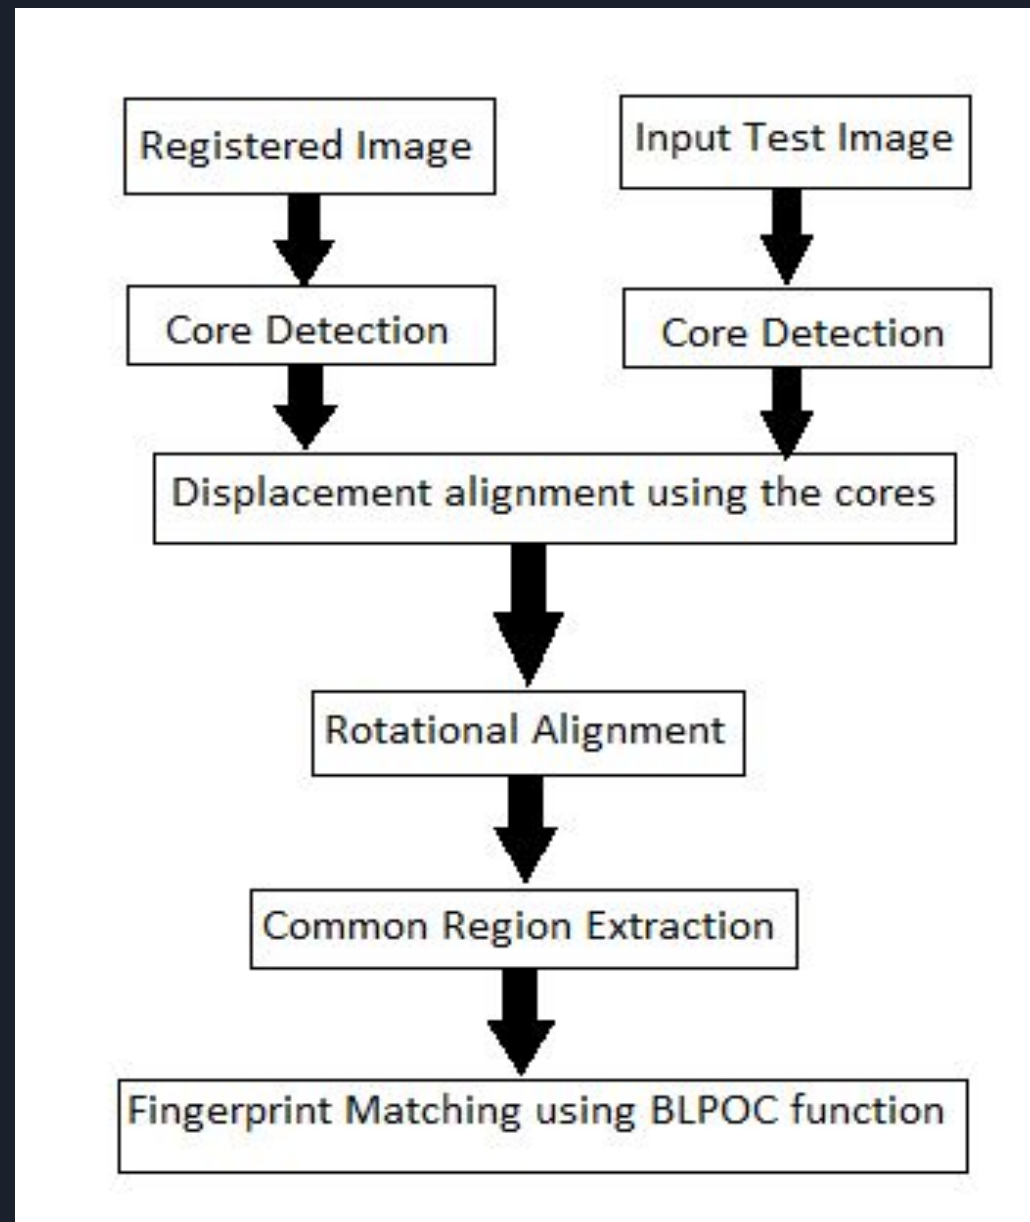 Registered Image
Input Test Image
Core Detection
Core Detection
Displacement alignment using the cores
Rotational Alignment
Common Region Extraction
Fingerprint Matching using BLPOC function